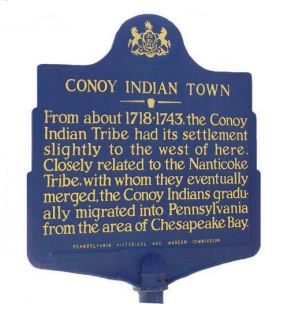 CONOY INDIAN TOWN
From about 1718-1743, the Conoy
Indian Tribe had its settlement
slightly to the west of here.
Closely related to the Nanticoke
Tribe, with whom they eventually
merged, the Conoy Indians gradu-
ally migrated into Pennsylvania
from the area of Chesapeake Bay.
PENNSYLVANIA HISTORICAL AND MUSEUM COMMISSION